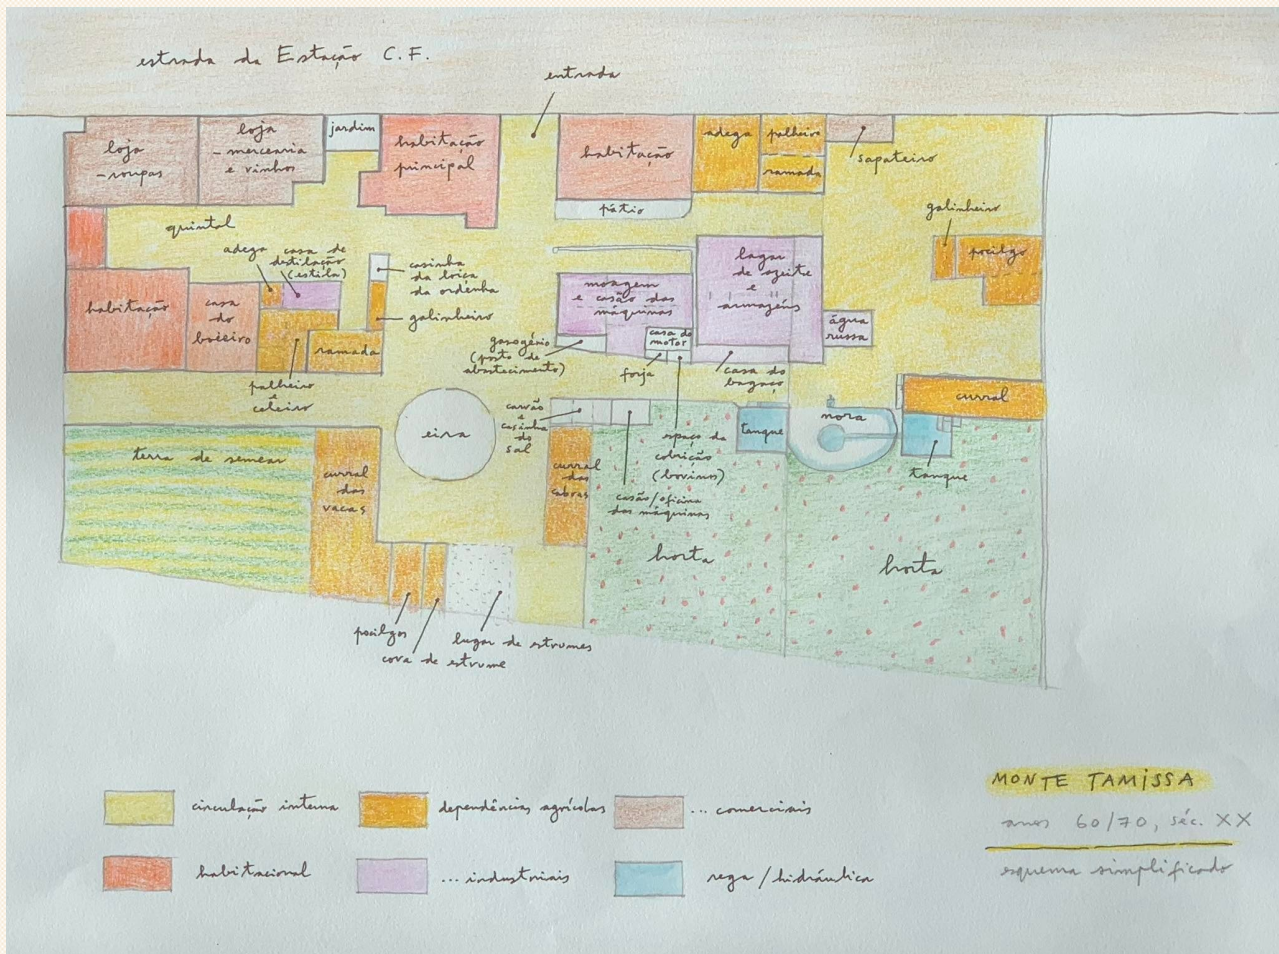 estrada da Estação C.F.
entrada
loja
- roupas
loja
- mercearia
e vinhos
jardim
habitação
principal
habitação
adega
palheiro
ramada
sapateiro
pátio
quintal
galinheiro
pocilga
adega
casa de
destilação
(estila)
casinha
da loiça
da ordenha
galinheiro
habitação
casa
do
boieiro
ramada
palheiro
e
celeiro
moagem
e casão das
máquinas
lagar
de azeite
e
armazéns
água
russa
casa do
motor
gasogénio
(posto de
abastecimento)
forja
casa do
bagaço
curral
eira
carvão
e
casinha
do
sal
tanque
nora
tanque
espaço da
cobrição
(bovinos)
casão/oficina
das máquinas
terra de semear
curral
das
vacas
curral
das
cabras
horta
horta
pocilgas
cova de estrume
lugar de estrumes
circulação interna
dependências agrícolas
... comerciais
habitacional
... industriais
rega / hidráulica
MONTE TAMISSA
anos 60/70, séc. XX
esquema simplificado